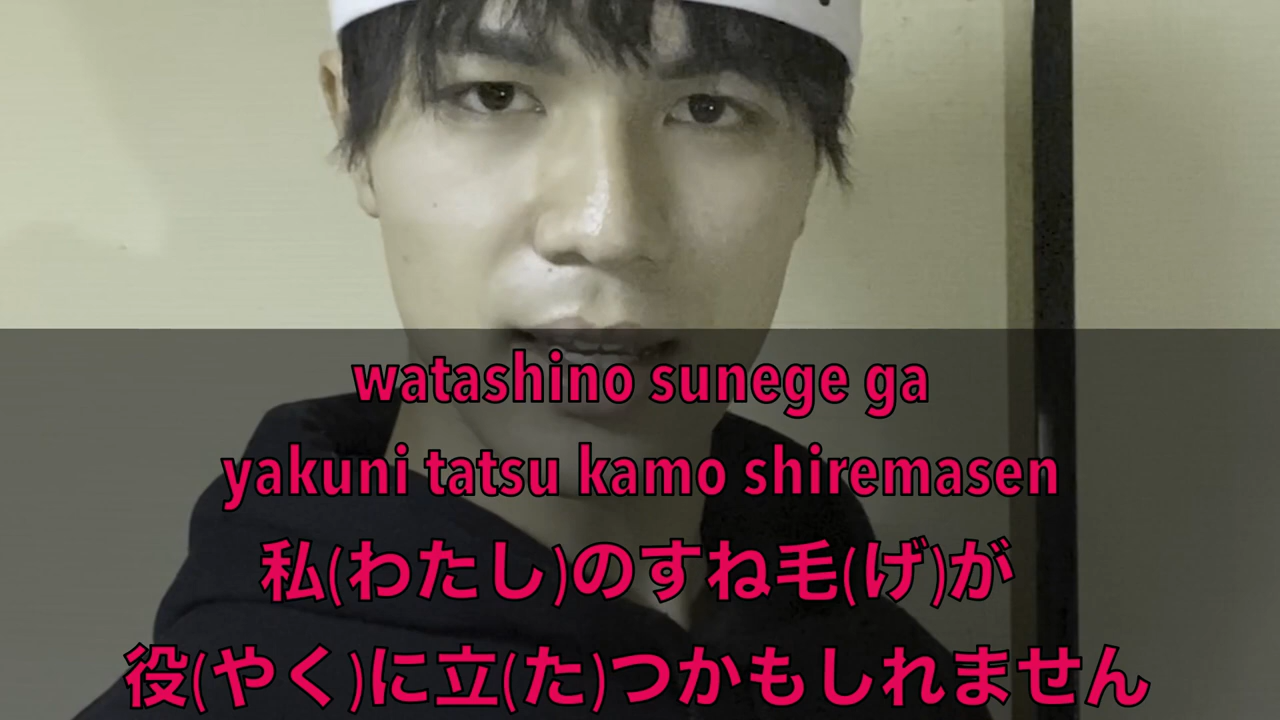 watashino sunege ga
yakuni tatsu kamo shiremasen
私(わたし)のすね毛(げ)が
役(やく)に立(た)つかもしれません